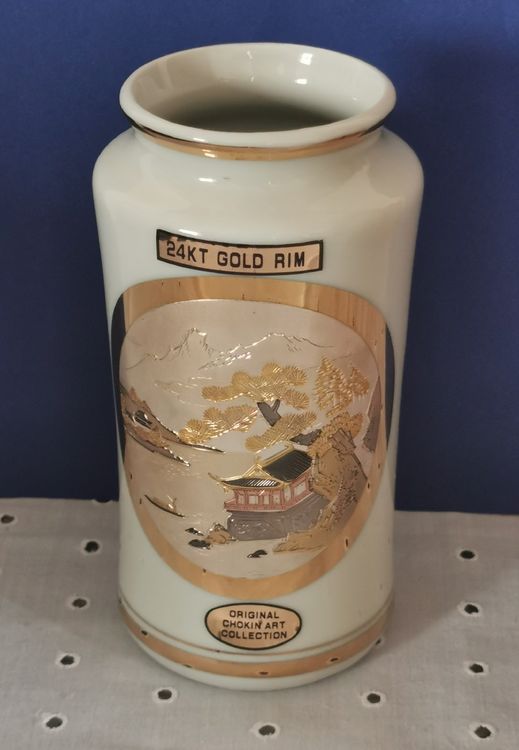 24KT GOLD RIM
ORIGINAL
CHOKIN ART
COLLECTION